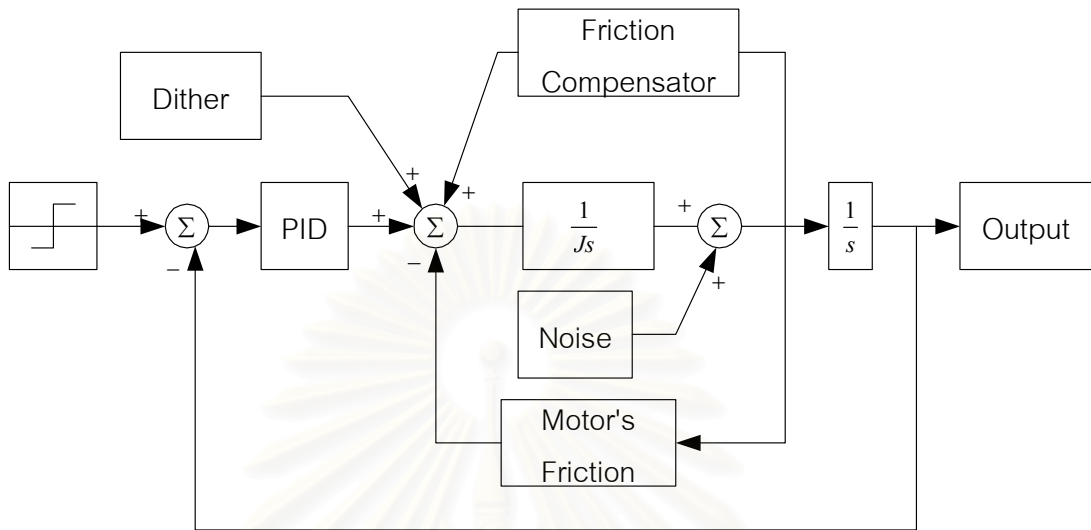 Friction
Compensator
Dither
+
+
+
Σ
−
PID
+
Σ
−
1
Js
+
Σ
+
1
s
Output
Noise
Motor's
Friction